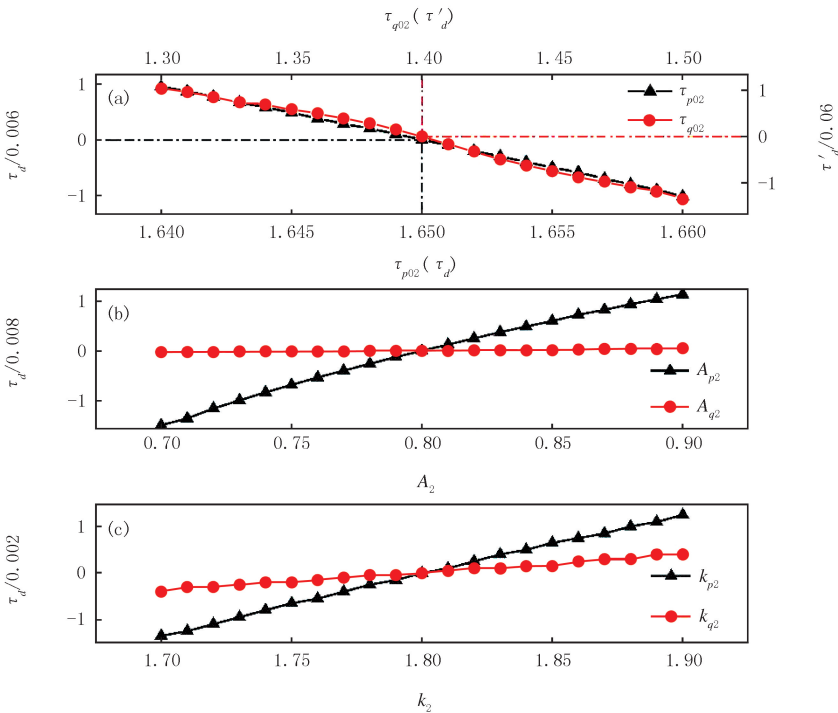 τq02(τ′d)
1.30 1.35 1.40 1.45 1.50
(a)
τp02
τq02
1
0
-1
τd/0.006
1
0
-1
τ′d/0.06
1.640 1.645 1.650 1.655 1.660
τp02(τd)
(b)
1
0
-1
τd/0.008
Ap2
Aq2
0.70 0.75 0.80 0.85 0.90
A2
(c)
1
0
-1
τd/0.002
kp2
kq2
1.70 1.75 1.80 1.85 1.90
k2